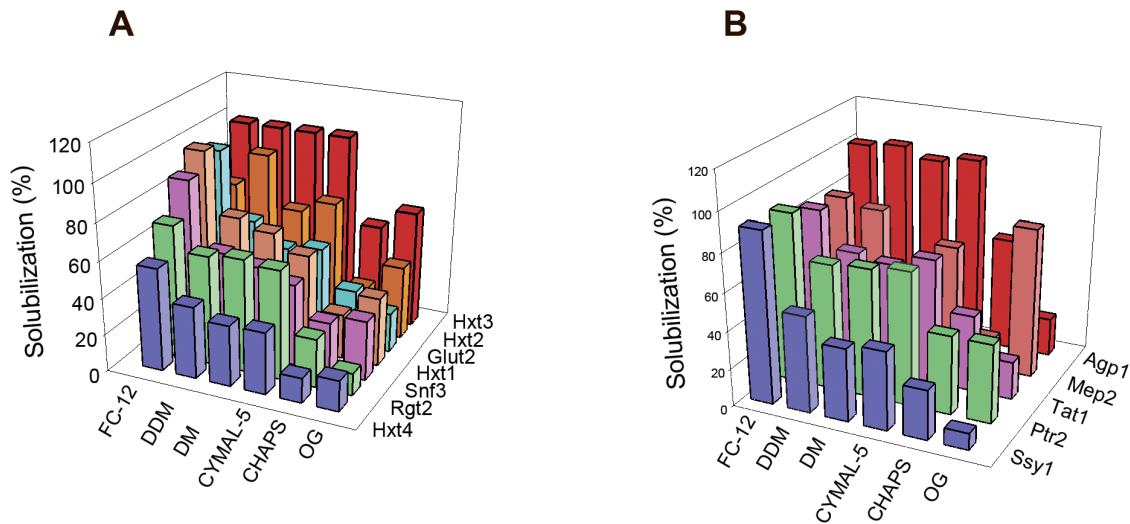 A
Solubilization (%)
120
100
80
60
40
20
0
FC-12
DDM
DM
CYMAL-5
CHAPS
OG
Hxt3
Hxt2
Glut2
Hxt1
Snf3
Rgt2
Hxt4
B
Solubilization (%)
120
100
80
60
40
20
0
FC-12
DDM
DM
CYMAL-5
CHAPS
OG
Agp1
Mep2
Tat1
Ptr2
Ssy1